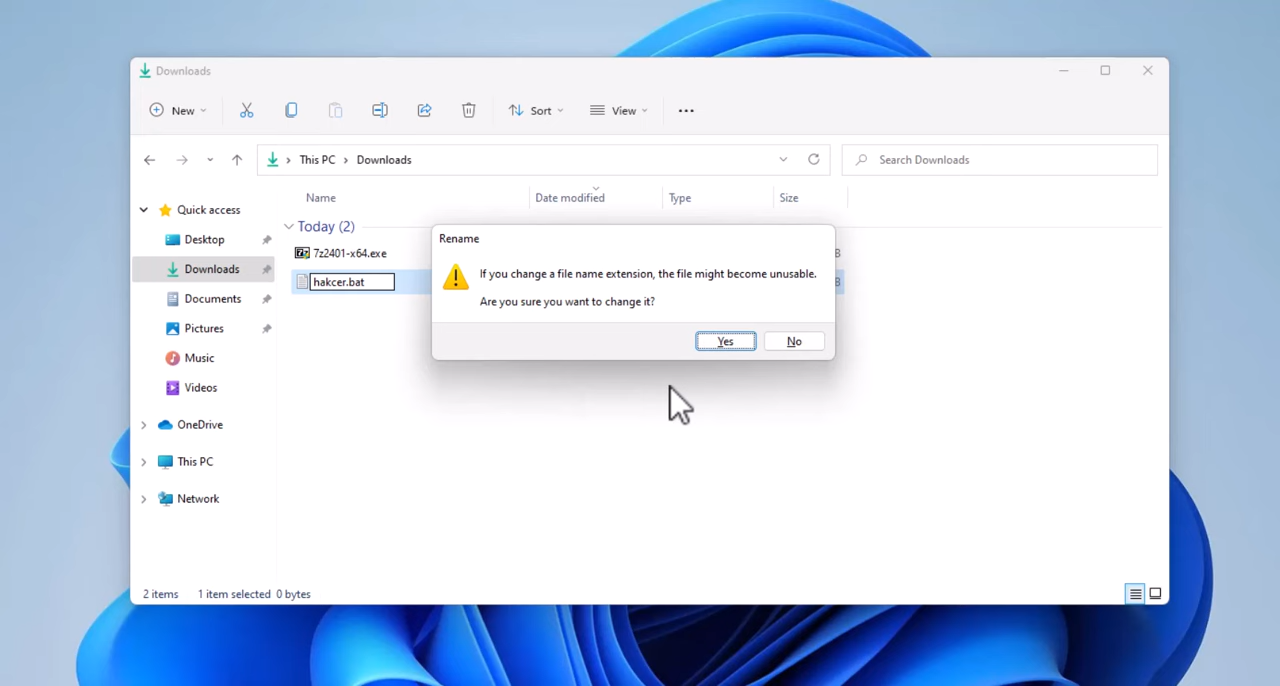 Downloads
New
Sort
View
This PC
Downloads
Search Downloads
Name
Date modified
Type
Size
Quick access
Today (2)
Desktop
7z2401-x64.exe
Downloads
hakcer.bat
Documents
Pictures
Music
Videos
OneDrive
This PC
Network
Rename
If you change a file name extension, the file might become unusable.
Are you sure you want to change it?
Yes
No
B
B
2 items
1 item selected 0 bytes